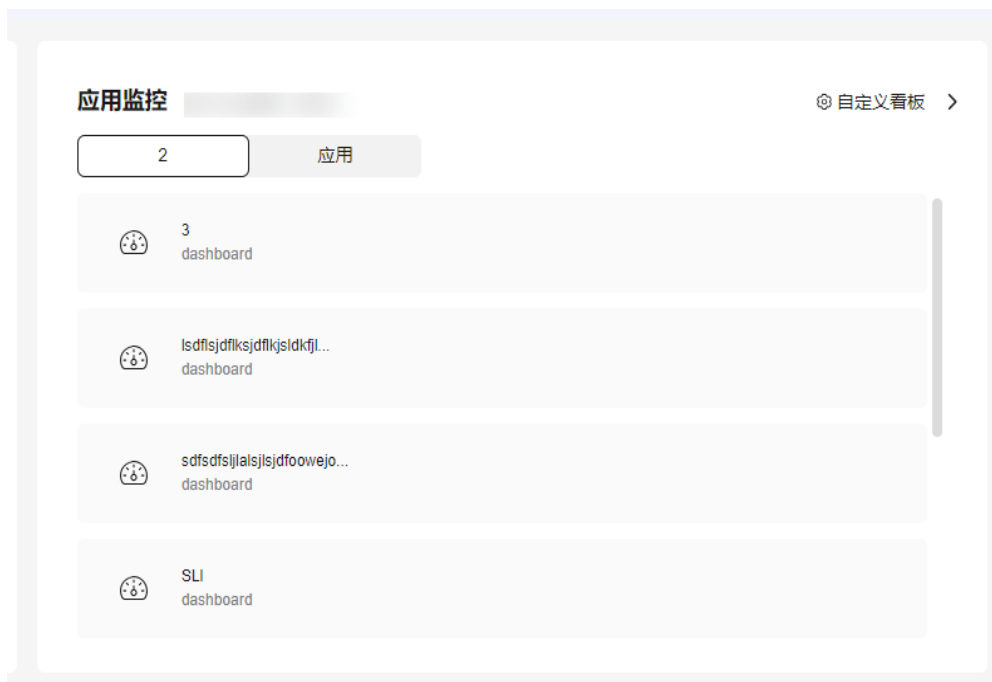 应用监控
自定义看板
2 应用
3
dashboard
lsdflsjdflksjdflkjsldkfjl...
dashboard
sdfsdfsljlalsjlsjdfoowejo...
dashboard
SLI
dashboard